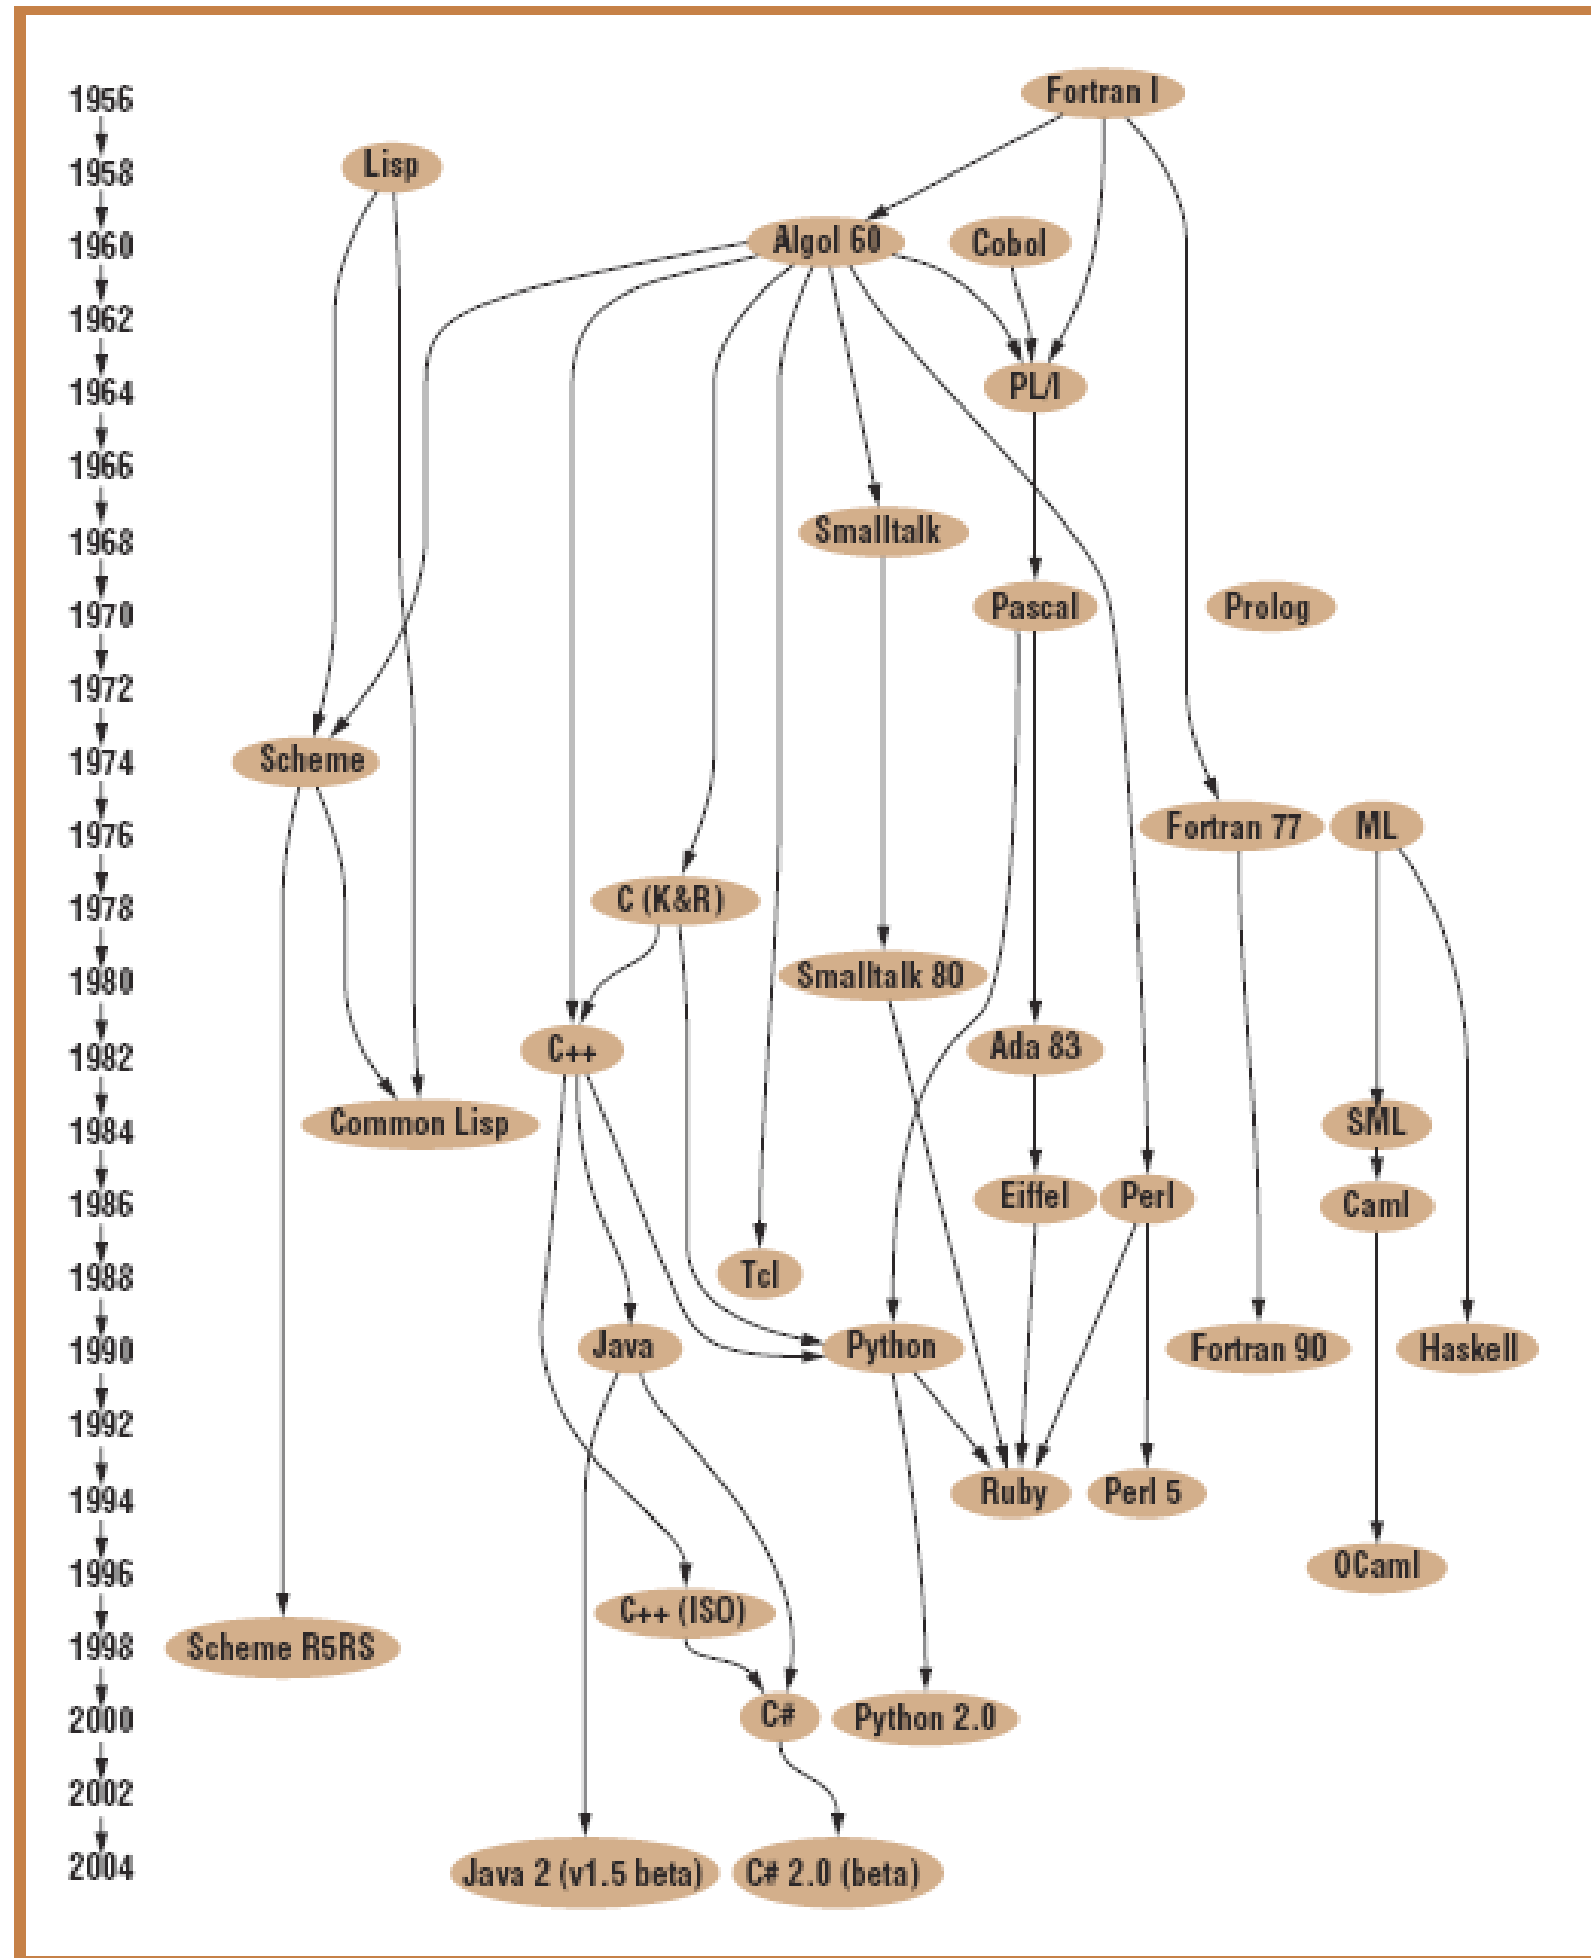 1956
Fortran I
1958
Lisp
1960
Algol 60
Cobol
1962
1964
PL/I
1966
1968
Smalltalk
1970
Pascal
Prolog
1972
1974
Scheme
1976
Fortran 77
ML
1978
C (K&R)
1980
Smalltalk 80
1982
C++
Ada 83
1984
Common Lisp
SML
1986
Eiffel
Perl
Caml
1988
Tcl
1990
Java
Python
Fortran 90
Haskell
1992
1994
Ruby
Perl 5
1996
OCaml
C++ (ISO)
1998
Scheme R5RS
2000
C#
Python 2.0
2002
2004
Java 2 (v1.5 beta)
C# 2.0 (beta)